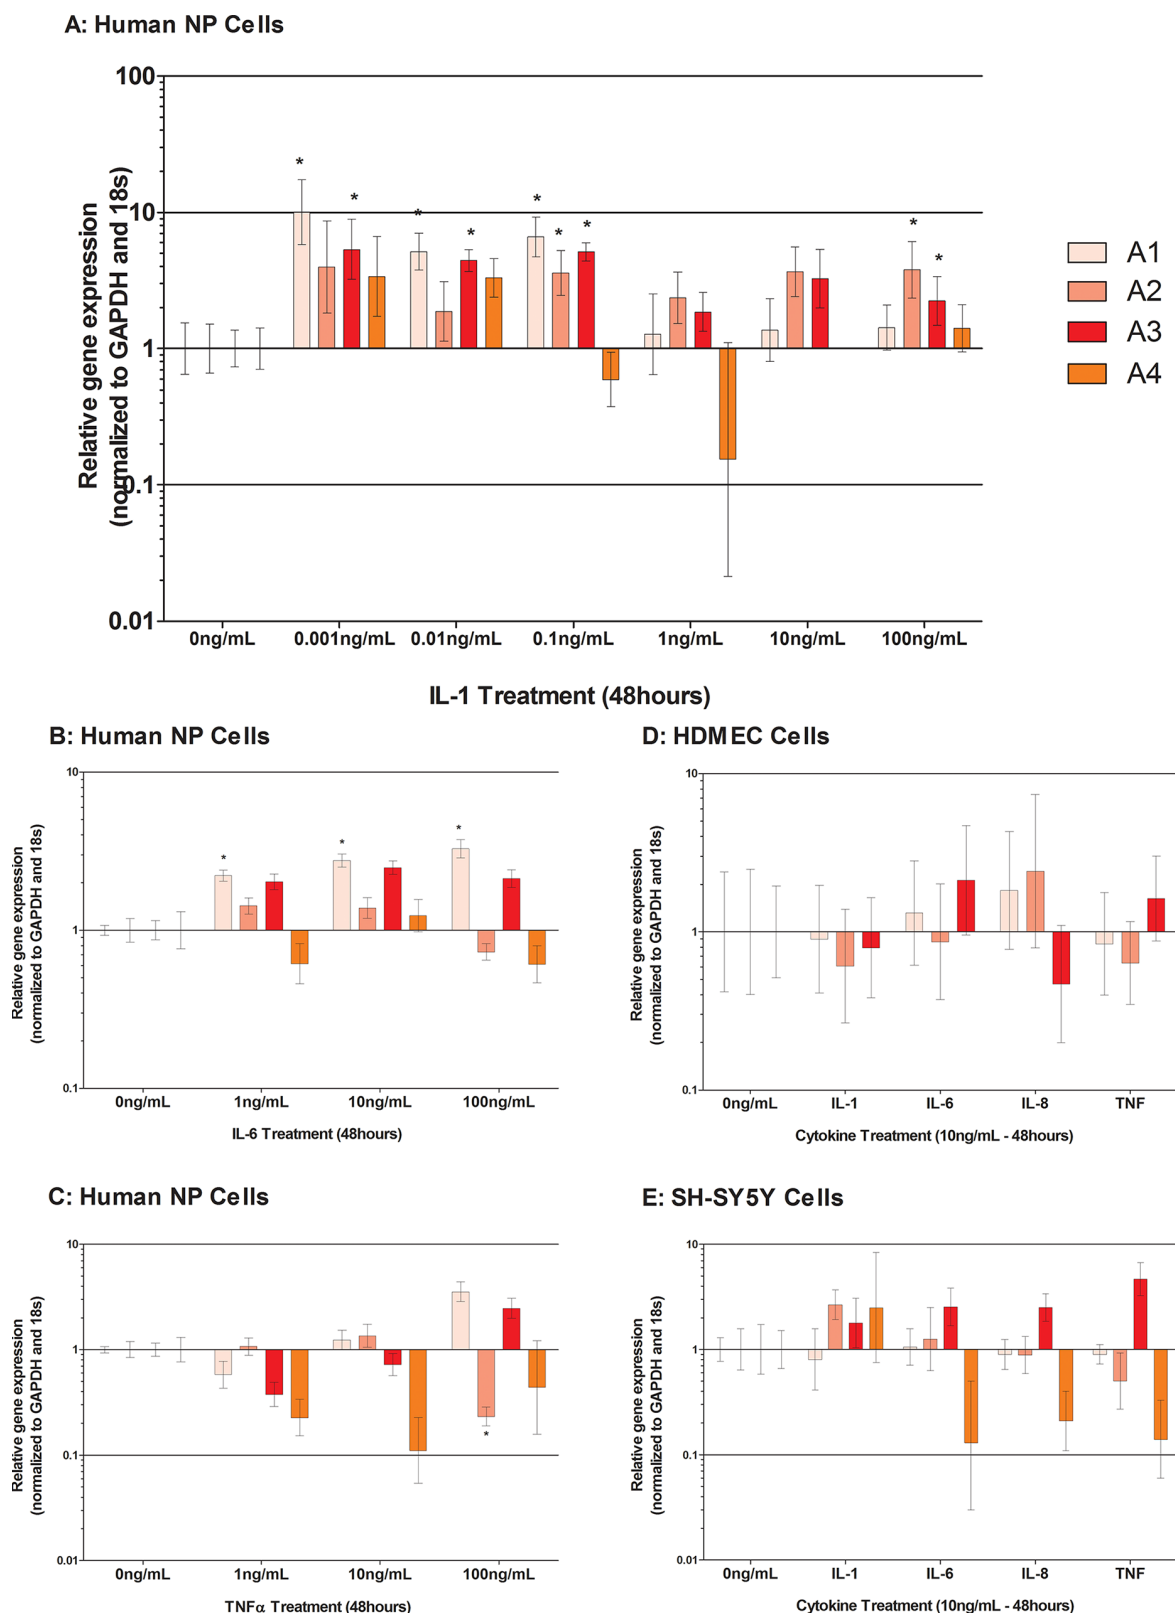 A: Human NP Cells
Relative gene expression
(normalized to GAPDH and 18s)
100
10
1
0.1
0.01
*
*
*
*
*
*
*
*
*
0ng/mL 0.001ng/mL 0.01ng/mL 0.1ng/mL 1ng/mL 10ng/mL 100ng/mL
IL-1 Treatment (48hours)
A1
A2
A3
A4
B: Human NP Cells
Relative gene expression
(normalized to GAPDH and 18s)
10
1
0.1
*
*
*
0ng/mL 1ng/mL 10ng/mL 100ng/mL
IL-6 Treatment (48hours)
D: HDMEC Cells
Relative gene expression
(normalized to GAPDH and 18s)
10
1
0.1
0ng/mL IL-1 IL-6 IL-8 TNF
Cytokine Treatment (10ng/mL - 48hours)
C: Human NP Cells
Relative gene expression
(normalized to GAPDH and 18s)
10
1
0.1
0.01
*
0ng/mL 1ng/mL 10ng/mL 100ng/mL
TNFα Treatment (48hours)
E: SH-SY5Y Cells
Relative gene expression
(normalized to GAPDH and 18s)
10
1
0.1
0.01
0ng/mL IL-1 IL-6 IL-8 TNF
Cytokine Treatment (10ng/mL - 48hours)